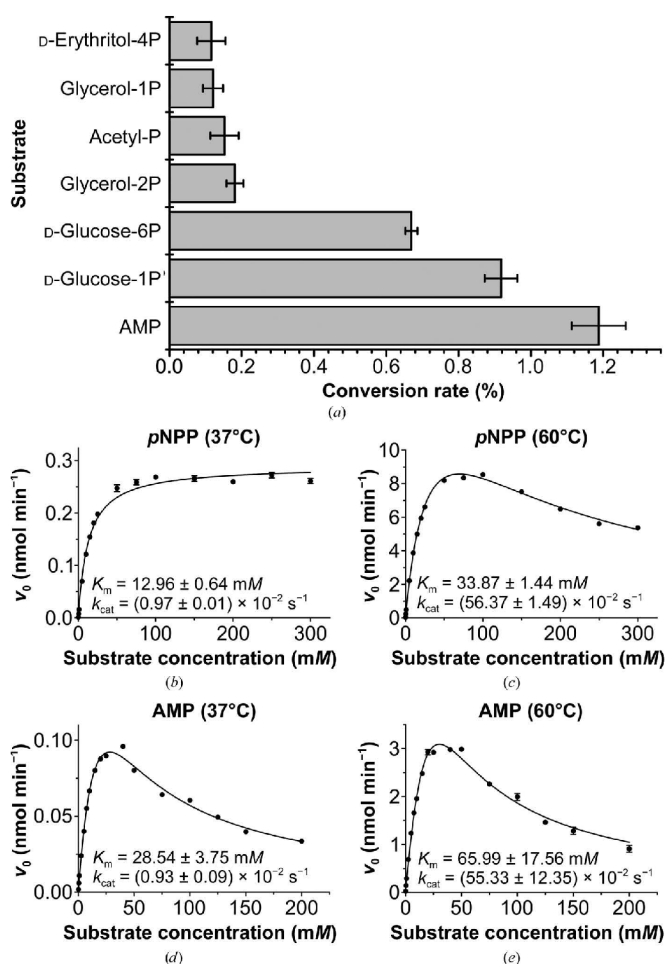 Substrate
D-Erythritol-4P
Glycerol-1P
Acetyl-P
Glycerol-2P
D-Glucose-6P
D-Glucose-1P'
AMP
0.0 0.2 0.4 0.6 0.8 1.0 1.2
Conversion rate (%)
(a)
pNPP (37°C)
v₀ (nmol min⁻¹)
0.3
0.2
0.1
0.0
Kₘ = 12.96 ± 0.64 mM
k_cat = (0.97 ± 0.01) × 10⁻² s⁻¹
0 50 100 150 200 250 300
Substrate concentration (mM)
(b)
pNPP (60°C)
v₀ (nmol min⁻¹)
10
8
6
4
2
0
Kₘ = 33.87 ± 1.44 mM
k_cat = (56.37 ± 1.49) × 10⁻² s⁻¹
0 50 100 150 200 250 300
Substrate concentration (mM)
(c)
AMP (37°C)
v₀ (nmol min⁻¹)
0.10
0.05
0.00
Kₘ = 28.54 ± 3.75 mM
k_cat = (0.93 ± 0.09) × 10⁻² s⁻¹
0 50 100 150 200
Substrate concentration (mM)
(d)
AMP (60°C)
v₀ (nmol min⁻¹)
3
2
1
0
Kₘ = 65.99 ± 17.56 mM
k_cat = (55.33 ± 12.35) × 10⁻² s⁻¹
0 50 100 150 200
Substrate concentration (mM)
(e)